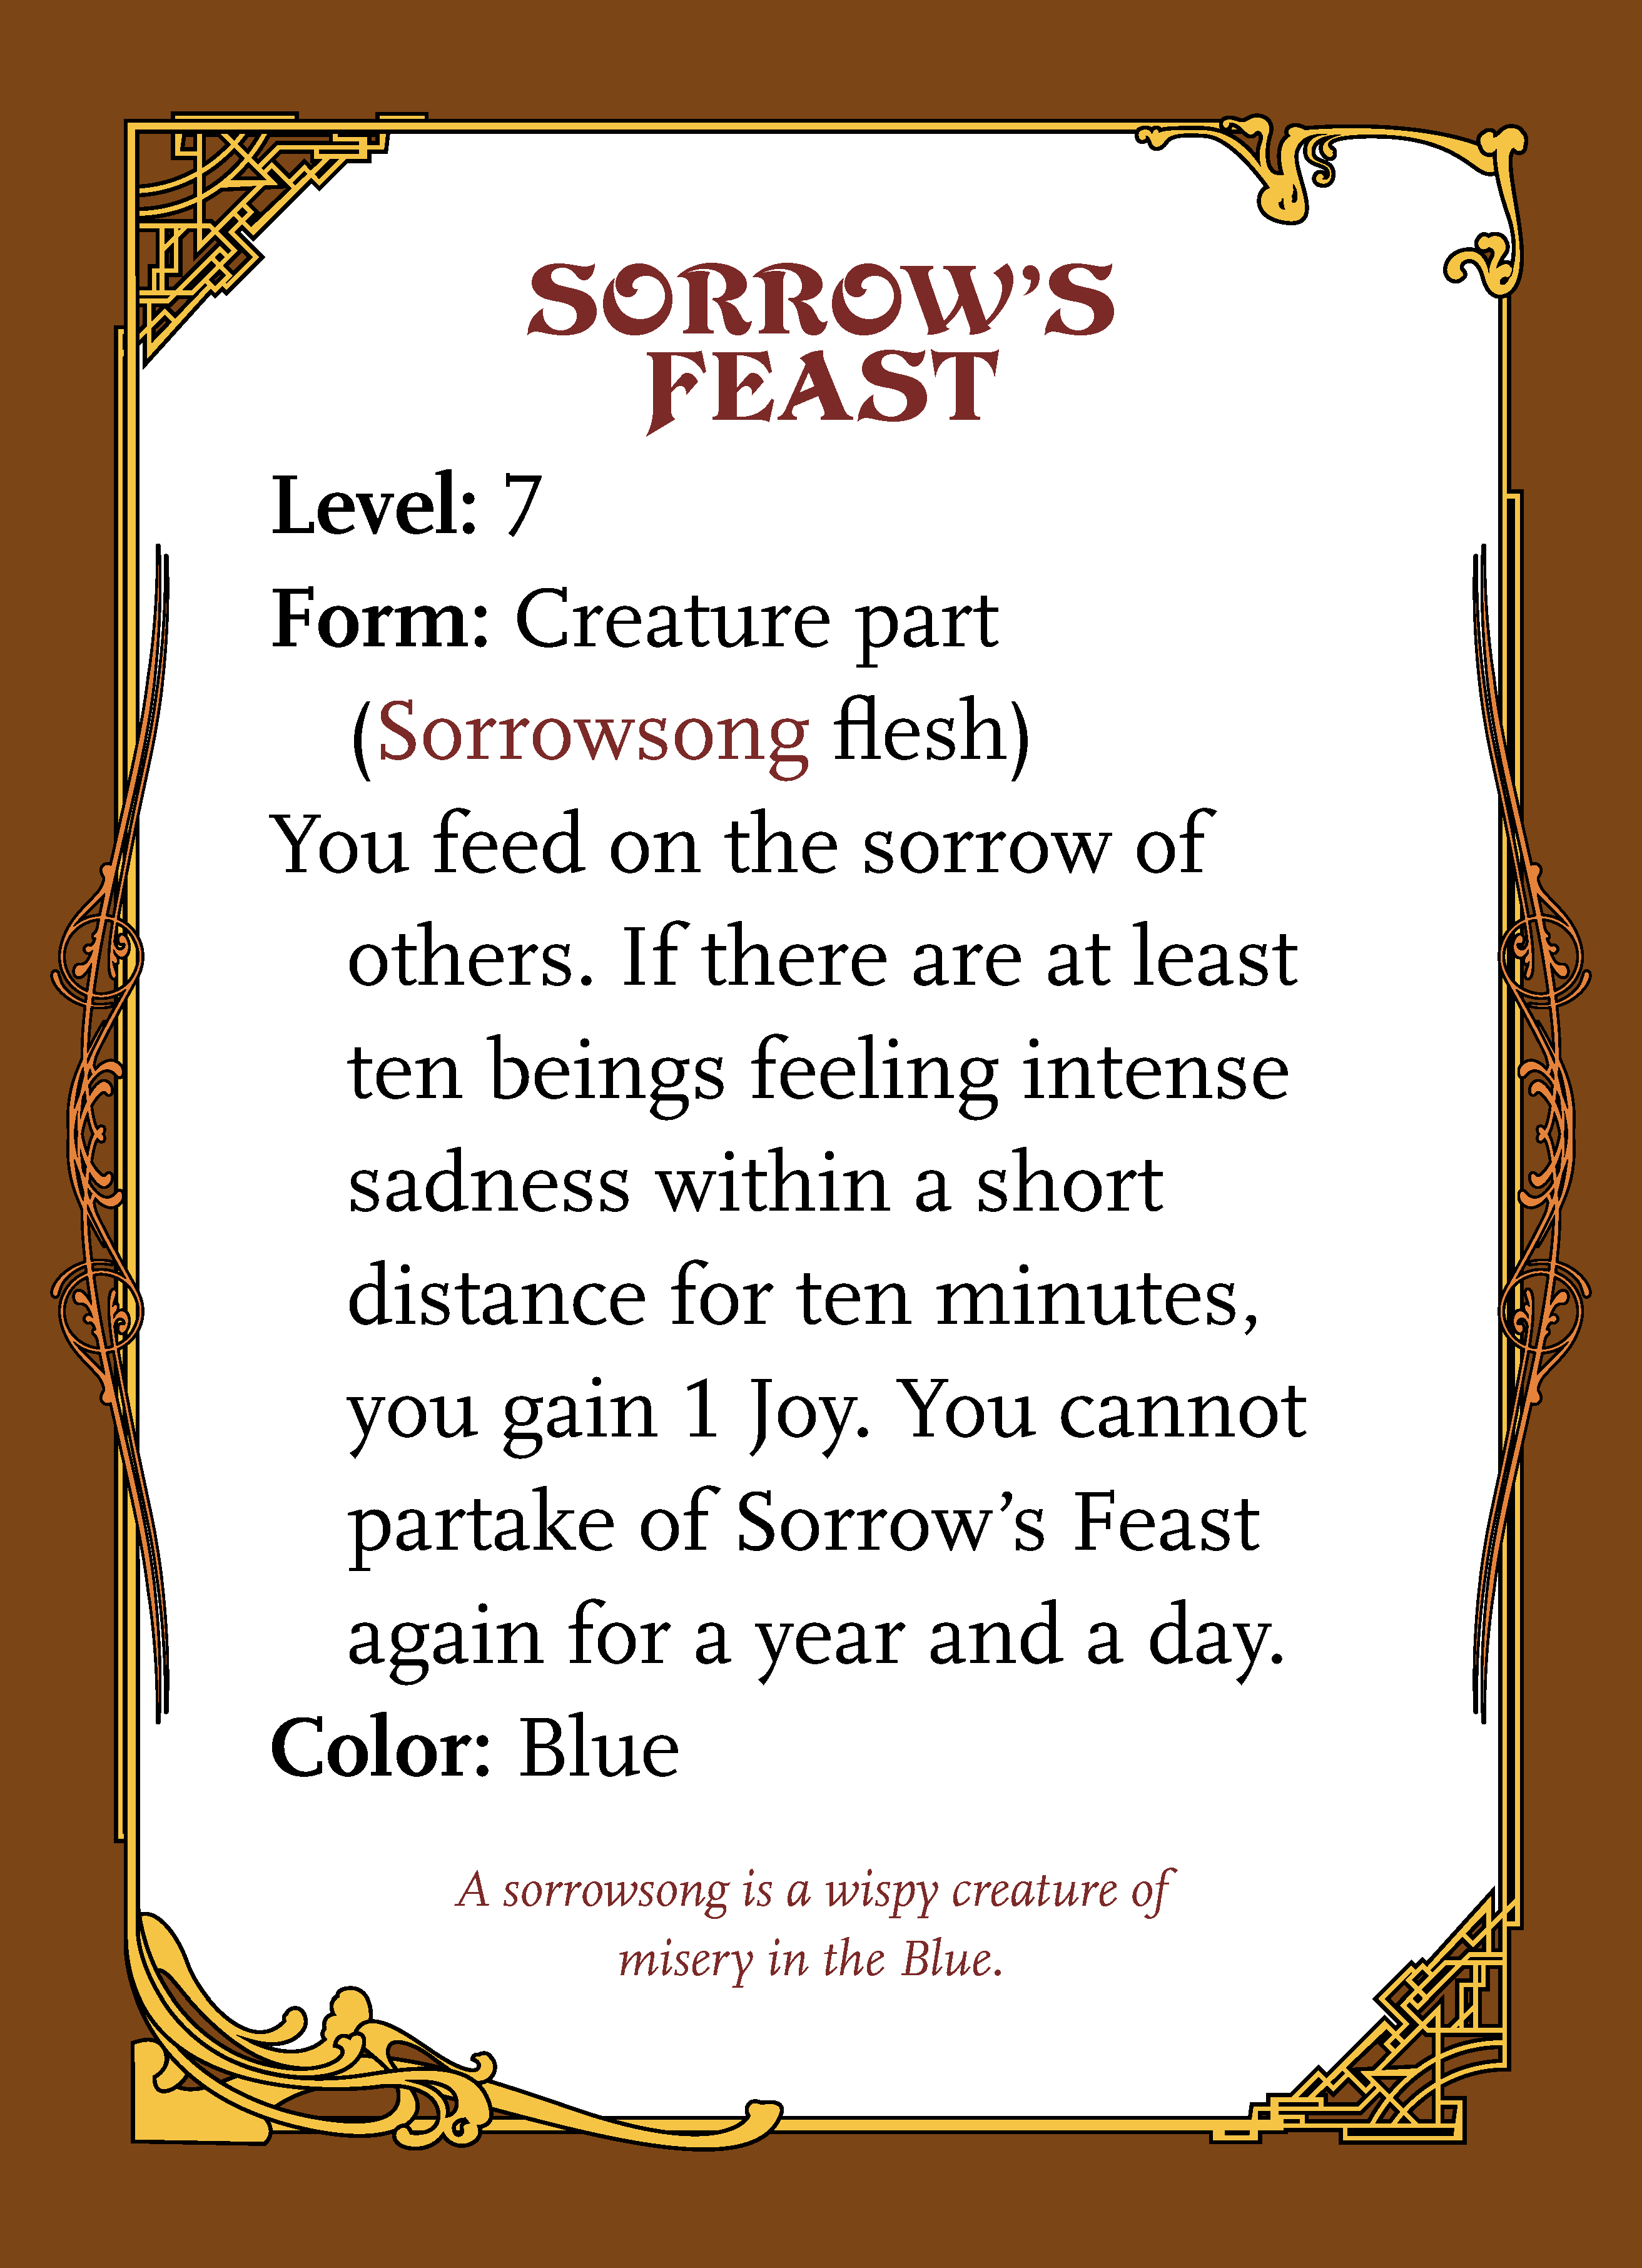 SORROW’S
FEAST
Level: 7
Form: Creature part
(Sorrowsong flesh)
You feed on the sorrow of
others. If there are at least
ten beings feeling intense
sadness within a short
distance for ten minutes,
you gain 1 Joy. You cannot
partake of Sorrow’s Feast
again for a year and a day.
Color: Blue
A sorrowsong is a wispy creature of
misery in the Blue.